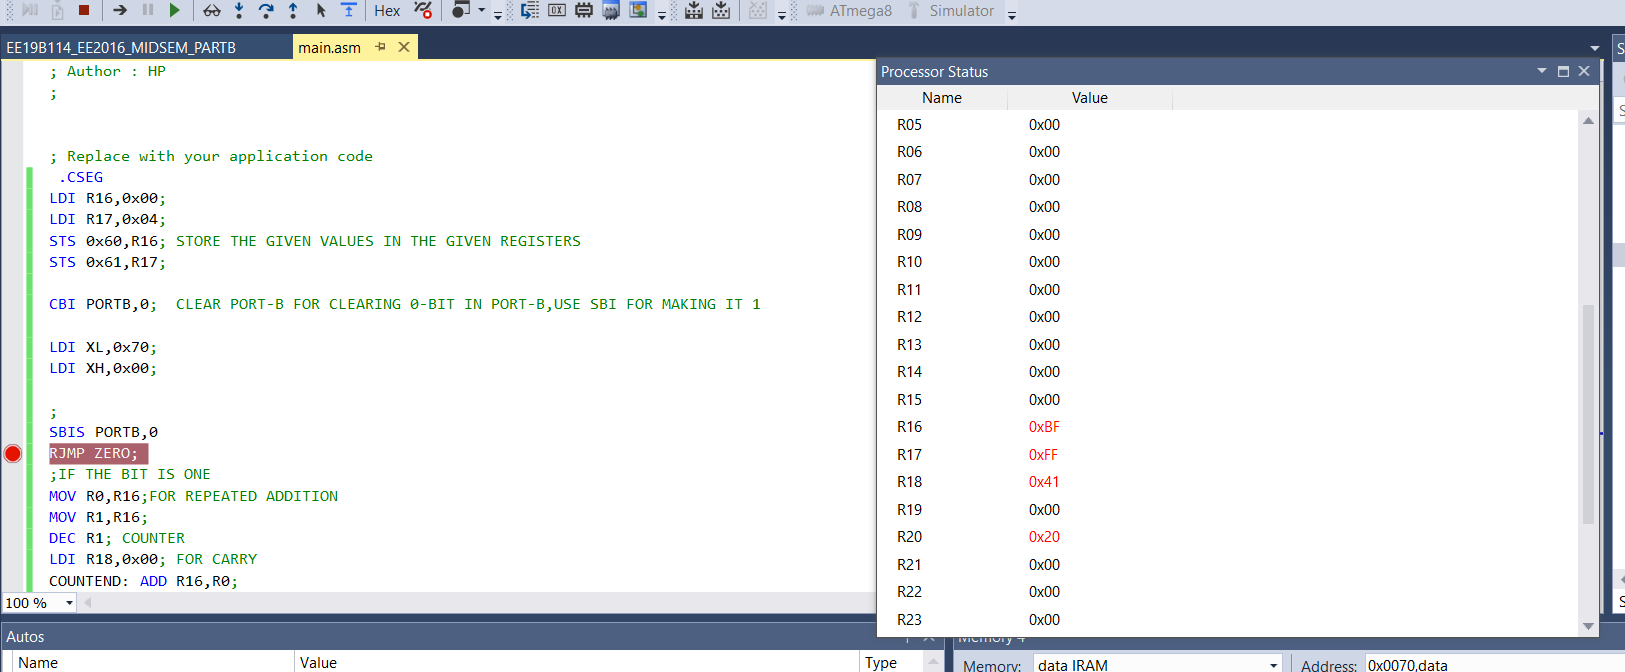 Hex
ATmega8
Simulator
EE19B114_EE2016_MIDSEM_PARTB
main.asm
; Author : HP
;
; Replace with your application code
.CSEG
LDI R16,0x00;
LDI R17,0x04;
STS 0x60,R16; STORE THE GIVEN VALUES IN THE GIVEN REGISTERS
STS 0x61,R17;
CBI PORTB,0;  CLEAR PORT-B FOR CLEARING 0-BIT IN PORT-B,USE SBI FOR MAKING IT 1
LDI XL,0x70;
LDI XH,0x00;
;
SBIS PORTB,0
RJMP ZERO;
;IF THE BIT IS ONE
MOV R0,R16;FOR REPEATED ADDITION
MOV R1,R16;
DEC R1; COUNTER
LDI R18,0x00; FOR CARRY
COUNTEND: ADD R16,R0;
100 %
Processor Status
Name Value
R05 0x00
R06 0x00
R07 0x00
R08 0x00
R09 0x00
R10 0x00
R11 0x00
R12 0x00
R13 0x00
R14 0x00
R15 0x00
R16 0xBF
R17 0xFF
R18 0x41
R19 0x00
R20 0x20
R21 0x00
R22 0x00
R23 0x00
Autos
Name Value Type
Memory 4
Memory: data IRAM Address: 0x0070,data